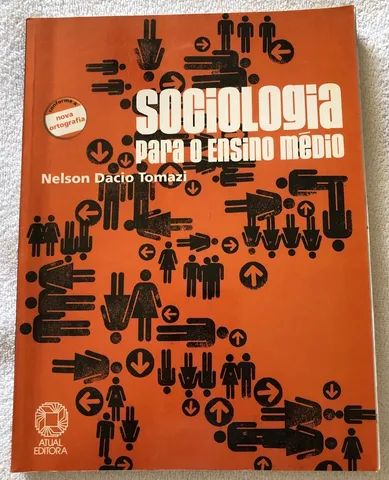 conforme a
nova
ortografia
Sociologia
para o ensino médio
Nelson Dacio Tomazi
ATUAL
EDITORA